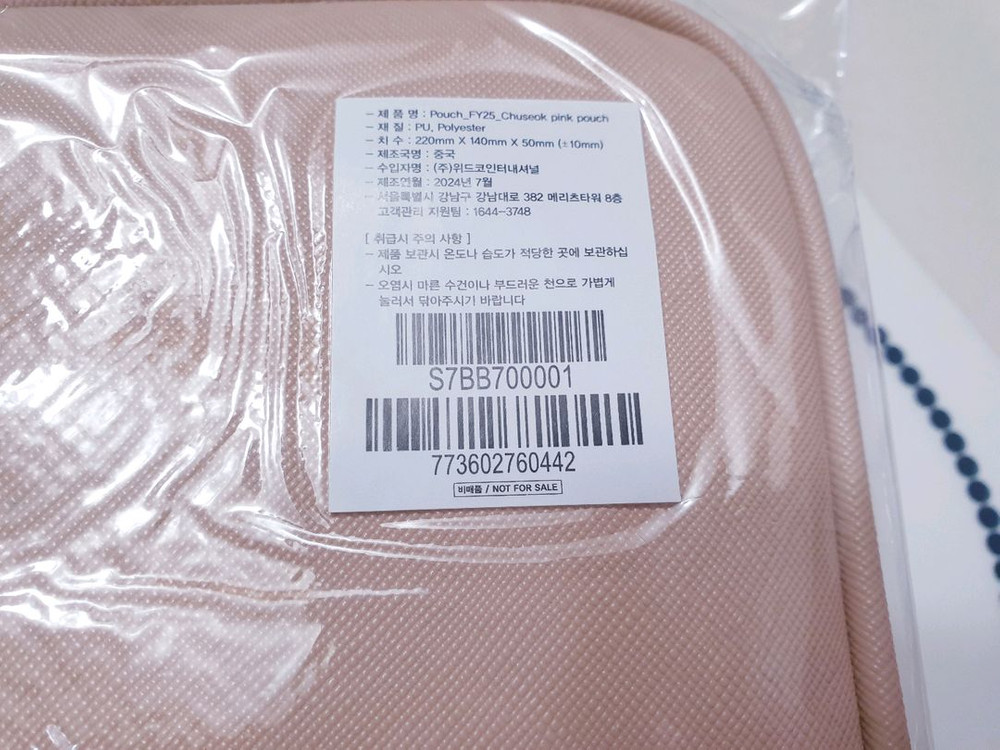 - 제 품 명 : Pouch_FY25_Chuseok pink pouch
- 재 질 : PU, Polyester
- 치 수 : 220mm X 140mm X 50mm (±10mm)
- 제조국명 : 중국
- 수입자명 : (주)위드코인터내셔널
- 제조연월 : 2024년 7월
- 서울특별시 강남구 강남대로 382 메리츠타워 8층
고객관리 지원팀 : 1644-3748
[ 취급시 주의 사항 ]
- 제품 보관시 온도나 습도가 적당한 곳에 보관하십
시오
- 오염시 마른 수건이나 부드러운 천으로 가볍게
눌러서 닦아주시기 바랍니다
S7BB700001
773602760442
비매품 / NOT FOR SALE